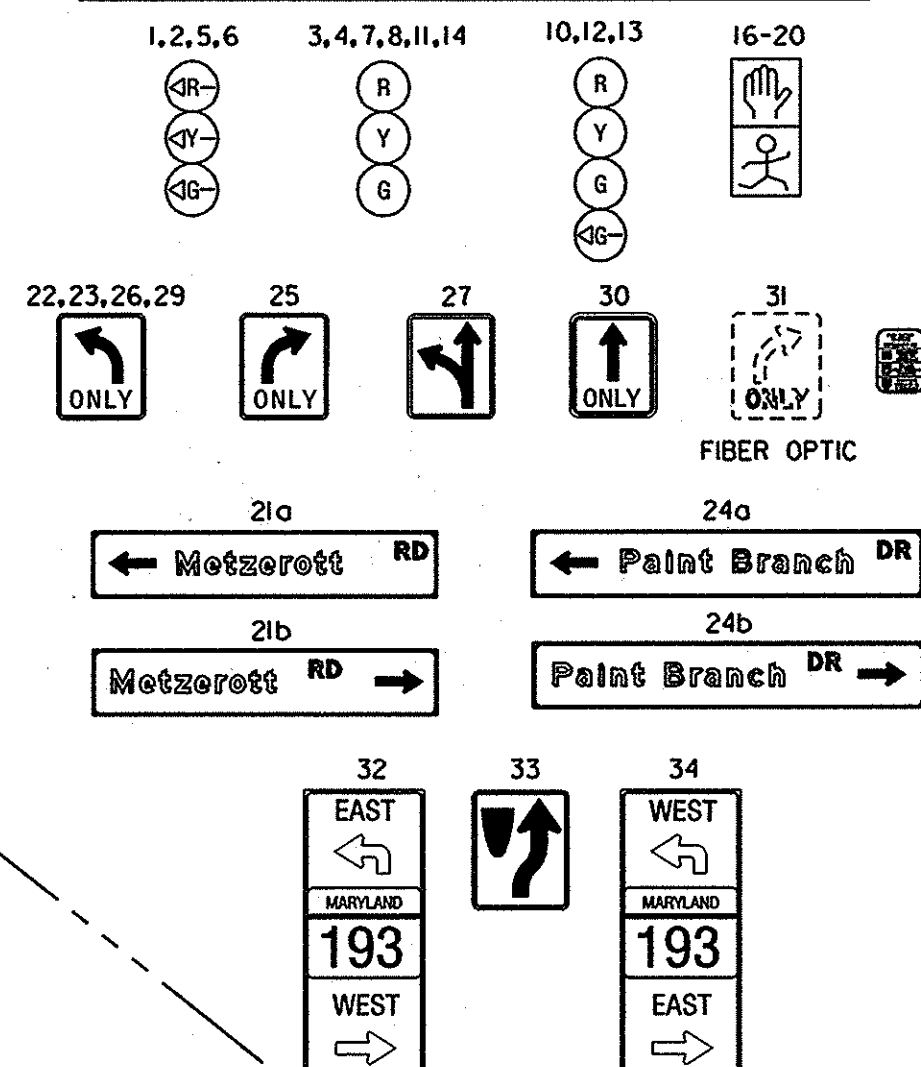 1,2,5,6 3,4,7,8,11,14 10,12,13 16-20
R R R
Y Y Y
G G G
G
22,23,26,29 25 27 30 31
ONLY ONLY ONLY ONLY
FIBER OPTIC
21a 24a
Metzerott RD Paint Branch DR
21b 24b
Metzerott RD Paint Branch DR
32 33 34
EAST WEST
MARYLAND MARYLAND
193 193
WEST EAST